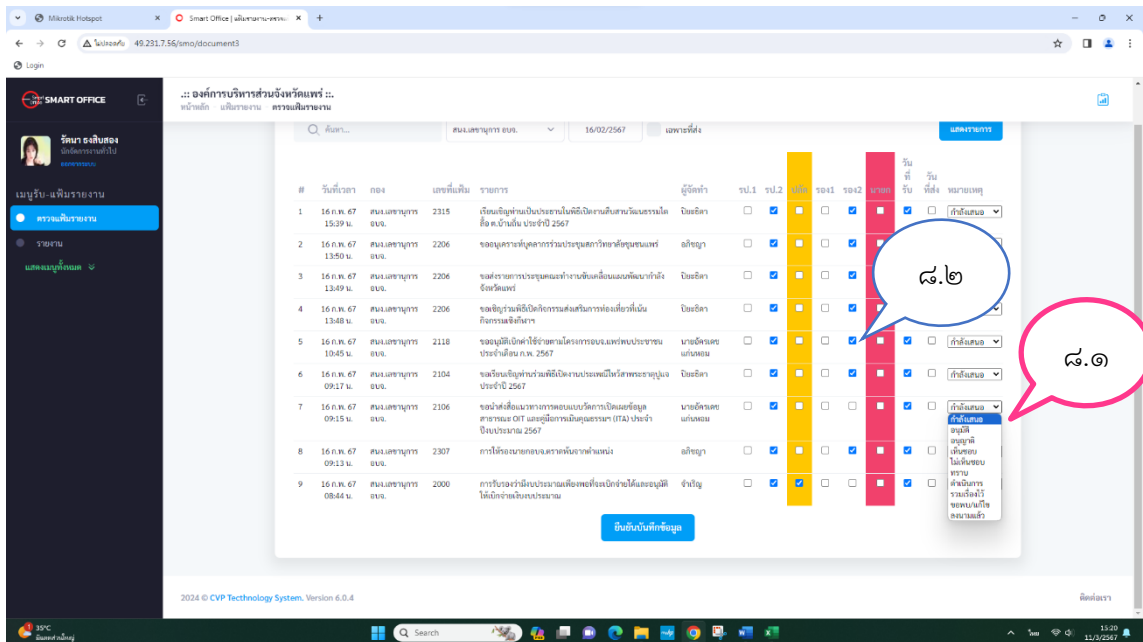 Mikrotik Hotspot
Smart Office | แฟ้มรายงาน-ตรวจแ
ไม่ปลอดภัย 49.231.7.56/smo/document3
Login
SMART OFFICE
.:: องค์การบริหารส่วนจังหวัดแพร่ ::.
หน้าหลัก แฟ้มรายงาน ตรวจแฟ้มรายงาน
รัตนา ธงสิบสอง
นักจัดการงานทั่วไป
ออกจากระบบ
เมนูรับ-แฟ้มรายงาน
ตรวจแฟ้มรายงาน
รายงาน
แสดงเมนูทั้งหมด
ค้นหา... สนง.เลขานุการ อบจ. 16/02/2567 เฉพาะที่ส่ง แสดงรายการ
# วันที่เวลา กอง เลขที่แฟ้ม รายการ ผู้จัดทำ รป.1 รป.2 ปลัด รอง1 รอง2 นายก วันที่รับ วันที่ส่ง หมายเหตุ
1 16 ก.พ. 67 สนง.เลขานุการ 2315 เรียนเชิญท่านเป็นประธานในพิธีเปิดงานสืบสานวัฒนธรรมไต ปิยะธิดา กำลังเสนอ
15:39 น. อบจ. ลื้อ ต.บ้านถิ่น ประจำปี 2567
2 16 ก.พ. 67 สนง.เลขานุการ 2206 ขออนุเคราะห์บุคลากรร่วมประชุมสภาวิทยาลัยชุมชนแพร่ อภิชญา
13:50 น. อบจ.
3 16 ก.พ. 67 สนง.เลขานุการ 2206 ขอส่งรายการประชุมคณะทำงานขับเคลื่อนแผนพัฒนากำลัง ปิยะธิดา
13:49 น. อบจ. จังหวัดแพร่
4 16 ก.พ. 67 สนง.เลขานุการ 2206 ขอเชิญร่วมพิธีเปิดกิจกรรมส่งเสริมการท่องเที่ยวที่เน้น ปิยะธิดา
13:48 น. อบจ. กิจกรรมเชิงกีฬาฯ
5 16 ก.พ. 67 สนง.เลขานุการ 2118 ขออนุมัติเบิกค่าใช้จ่ายตามโครงการอบจ.แพร่พบประชาชน นายอัครเดช กำลังเสนอ
10:45 น. อบจ. ประจำเดือน ก.พ. 2567 แก่นหอม
6 16 ก.พ. 67 สนง.เลขานุการ 2104 ขอเรียนเชิญท่านร่วมพิธีเปิดงานประเพณีไหว้สาพระธาตุปูแจ ปิยะธิดา กำลังเสนอ
09:17 น. อบจ. ประจำปี 2567
7 16 ก.พ. 67 สนง.เลขานุการ 2106 ขอนำส่งสื่อแนวทางการตอบแบบวัดการเปิดเผยข้อมูล นายอัครเดช กำลังเสนอ
09:15 น. อบจ. สาธารณะ OIT และคู่มือการเมินคุณธรรมฯ (ITA) ประจำ แก่นหอม
ปีงบประมาณ 2567
8 16 ก.พ. 67 สนง.เลขานุการ 2307 การให้รองนายกอบจ.ตราดพ้นจากตำแหน่ง อภิชญา
09:13 น. อบจ.
9 16 ก.พ. 67 สนง.เลขานุการ 2000 การรับรองว่ามีงบประมาณเพียงพอที่จะเบิกจ่ายได้และอนุมัติ จำเริญ
08:44 น. อบจ. ให้เบิกจ่ายเงินงบประมาณ
กำลังเสนอ
อนุมัติ
อนุญาติ
เห็นชอบ
ไม่เห็นชอบ
ทราบ
ดำเนินการ
รวมเรื่องไว้
ขอพบ/แก้ไข
ลงนามแล้ว
๘.๒
๘.๑
ยืนยันบันทึกข้อมูล
2024 © CVP Tecthnology System. Version 6.0.4 ติดต่อเรา
35°C
มีแดดส่วนใหญ่
Search
ไทย
15:20
11/3/2567